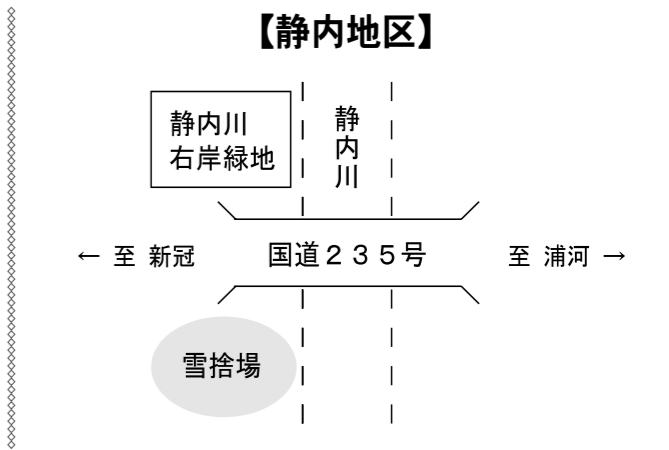 【静内地区】
静内川
右岸緑地
静内川
← 至 新冠
国道２３５号
至 浦河 →
雪捨場